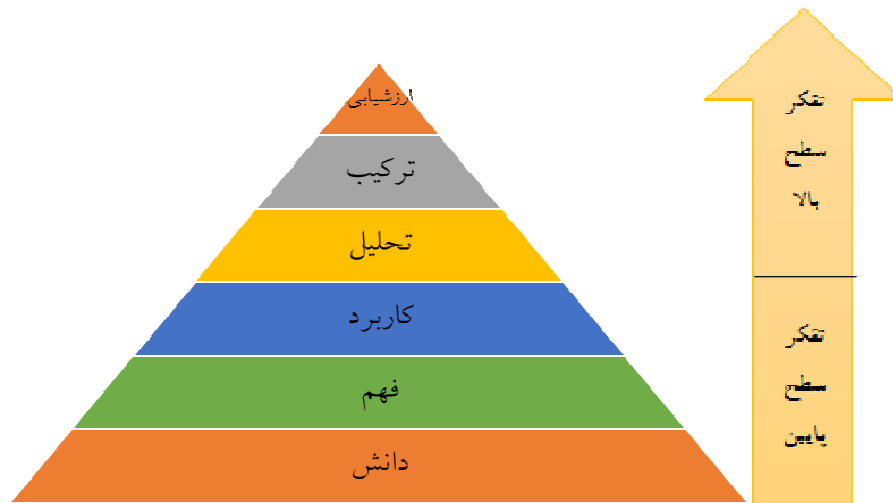 ارزشیابی
ترکیب
تحلیل
کاربرد
فهم
دانش
تفکر
سطح
بالا
تفکر
سطح
پایین